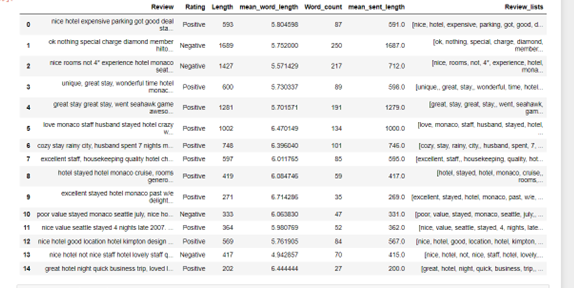 Review Rating Length mean_word_length Word_count mean_sent_length Review_lists
0 nice hotel expensive parking got good deal sta... Positive 593 5.804598 87 591.0 [nice, hotel, expensive, parking, got, good, d...
1 ok nothing special charge diamond member hilto... Negative 1689 5.752000 250 1687.0 [ok, nothing, special, charge, diamond, member...
2 nice rooms not 4* experience hotel monaco seat... Negative 1427 5.571429 217 712.0 [nice, rooms, not, 4*, experience, hotel, mona...
3 unique, great stay, wonderful time hotel monac... Positive 600 5.730337 89 598.0 [unique,, great, stay,, wonderful, time, hotel...
4 great stay great stay, went seahawk game aweso... Positive 1281 5.701571 191 1279.0 [great, stay, great, stay,, went, seahawk, gam...
5 love monaco staff husband stayed hotel crazy w... Positive 1002 6.470149 134 1000.0 [love, monaco, staff, husband, stayed, hotel, ...
6 cozy stay rainy city, husband spent 7 nights m... Positive 748 6.396040 101 746.0 [cozy, stay, rainy, city,, husband, spent, 7, ...
7 excellent staff, housekeeping quality hotel ch... Positive 597 6.011765 85 595.0 [excellent, staff,, housekeeping, quality, hot...
8 hotel stayed hotel monaco cruise, rooms genero... Positive 419 6.084746 59 417.0 [hotel, stayed, hotel, monaco, cruise,, rooms,...
9 excellent stayed hotel monaco past w/e delight... Positive 271 6.714286 35 269.0 [excellent, stayed, hotel, monaco, past, w/e, ...
10 poor value stayed monaco seattle july, nice ho... Negative 333 6.063830 47 331.0 [poor, value, stayed, monaco, seattle, july,, ...
11 nice value seattle stayed 4 nights late 2007. ... Positive 364 5.980769 52 362.0 [nice, value, seattle, stayed, 4, nights, late...
12 nice hotel good location hotel kimpton design ... Positive 569 5.761905 84 567.0 [nice, hotel, good, location, hotel, kimpton, ...
13 nice hotel not nice staff hotel lovely staff q... Negative 417 4.942857 70 415.0 [nice, hotel, not, nice, staff, hotel, lovely,...
14 great hotel night quick business trip, loved l... Positive 202 6.444444 27 200.0 [great, hotel, night, quick, business, trip,, ...